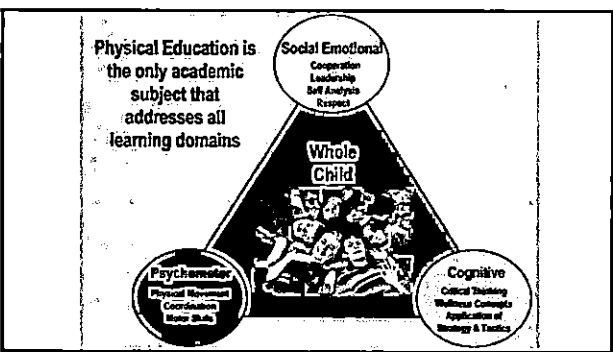 Physical Education is
the only academic
subject that
addresses all
learning domains
Social Emotional
Cooperation
Leadership
Self Analysis
Respect
Whole
Child
Psychomotor
Physical Movement
Coordination
Motor Skills
Cognitive
Critical Thinking
Wellness Concepts
Application of
Strategy & Tactics